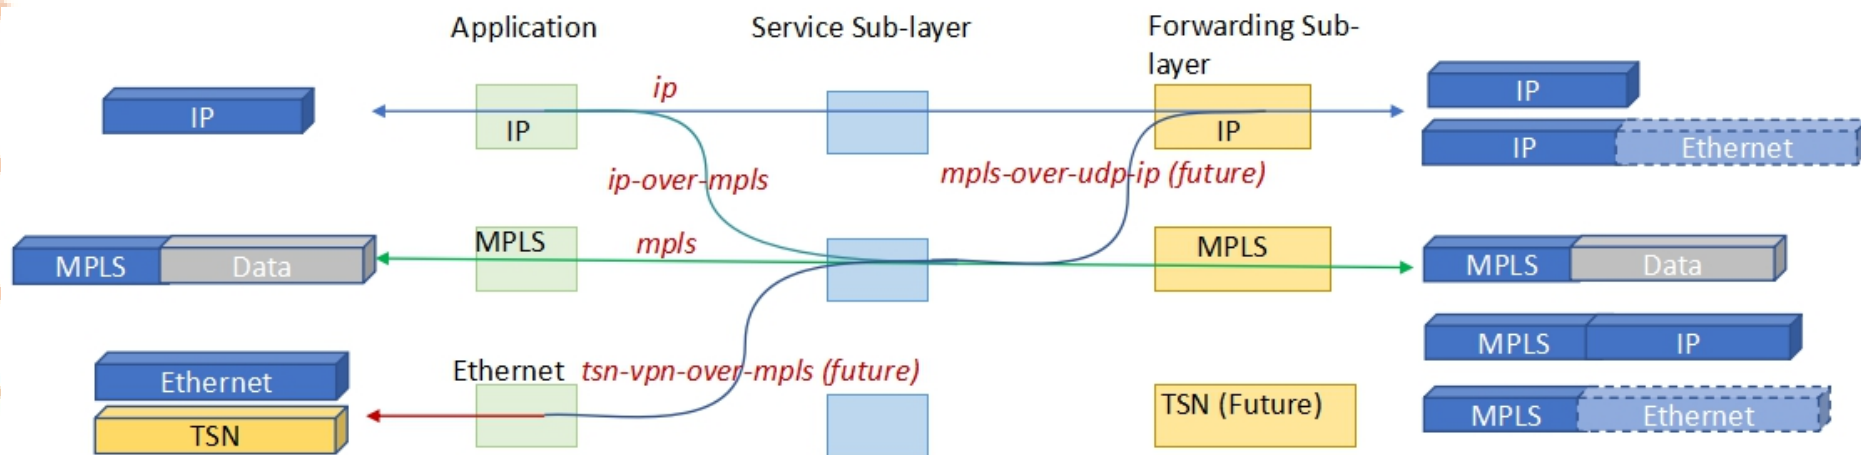 Application
Service Sub-layer
Forwarding Sub-
layer
IP
ip
IP
IP
IP
IP
Ethernet
ip-over-mpls
mpls-over-udp-ip (future)
MPLS
Data
MPLS
mpls
MPLS
MPLS
Data
MPLS
IP
Ethernet
Ethernet
tsn-vpn-over-mpls (future)
TSN
TSN (Future)
MPLS
Ethernet